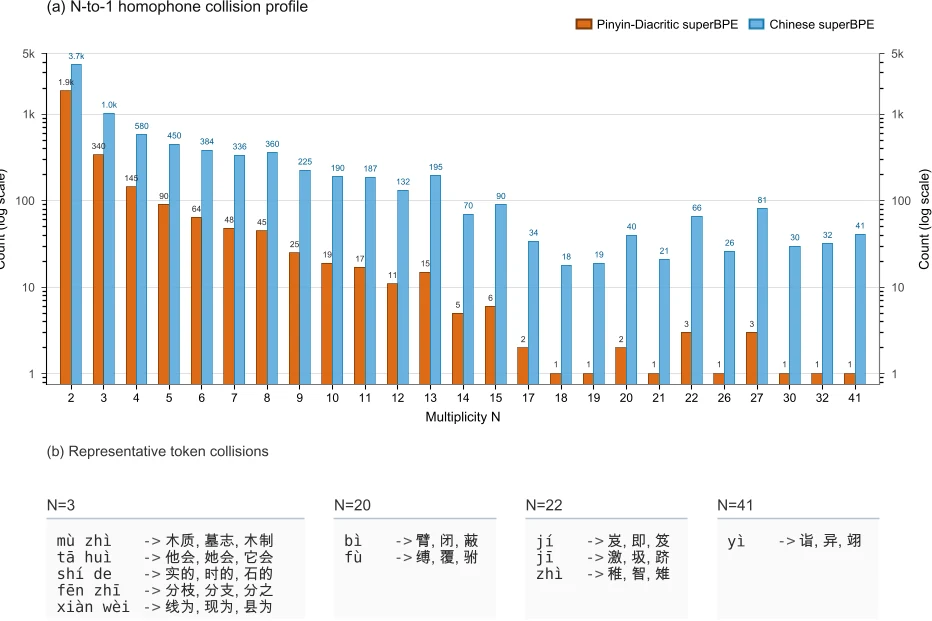 (a) N-to-1 homophone collision profile
Pinyin-Diacritic superBPE Chinese superBPE
5k 5k
1k 1k
100 100
10 10
1 1
Count (log scale)
Count (log scale)
1.9k 3.7k
340 1.0k
145 580
90 450
64 384
48 336
45 360
25 225
19 190
17 187
11 132
15 195
5 70
6 90
2 34
1 18
1 19
2 40
1 21
3 66
1 26
3 81
1 30
1 32
1 41
2 3 4 5 6 7 8 9 10 11 12 13 14 15 17 18 19 20 21 22 26 27 30 32 41
Multiplicity N
(b) Representative token collisions
N=3
mù zhì -> 木质, 墓志, 木制
tā huì -> 他会, 她会, 它会
shí de -> 实的, 时的, 石的
fēn zhī -> 分枝, 分支, 分之
xiàn wèi -> 线为, 现为, 县为
N=20
bì -> 臂, 闭, 蔽
fù -> 缚, 覆, 驸
N=22
jí -> 岌, 即, 笈
jī -> 激, 圾, 跻
zhì -> 稚, 智, 雉
N=41
yì -> 诣, 异, 翊